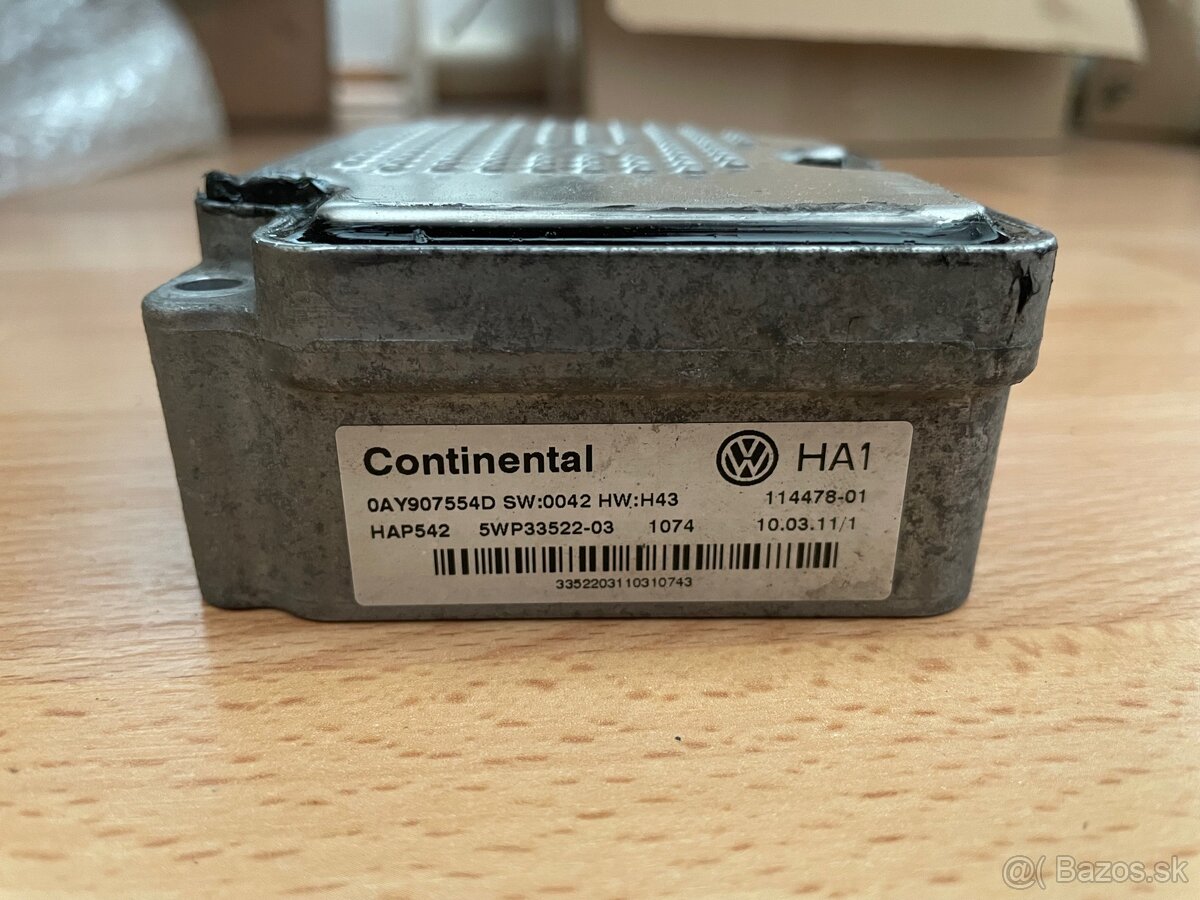 Continental VW HA1
0AY907554D SW:0042 HW:H43 114478-01
HAP542 5WP33522-03 1074 10.03.11/1
3352203110310743
@( Bazos.sk